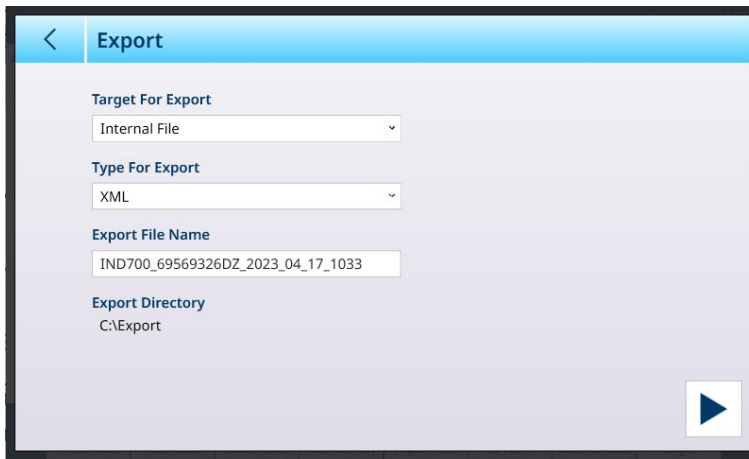 Export
Target For Export
Internal File
Type For Export
XML
Export File Name
IND700_69569326DZ_2023_04_17_1033
Export Directory
C:\Export